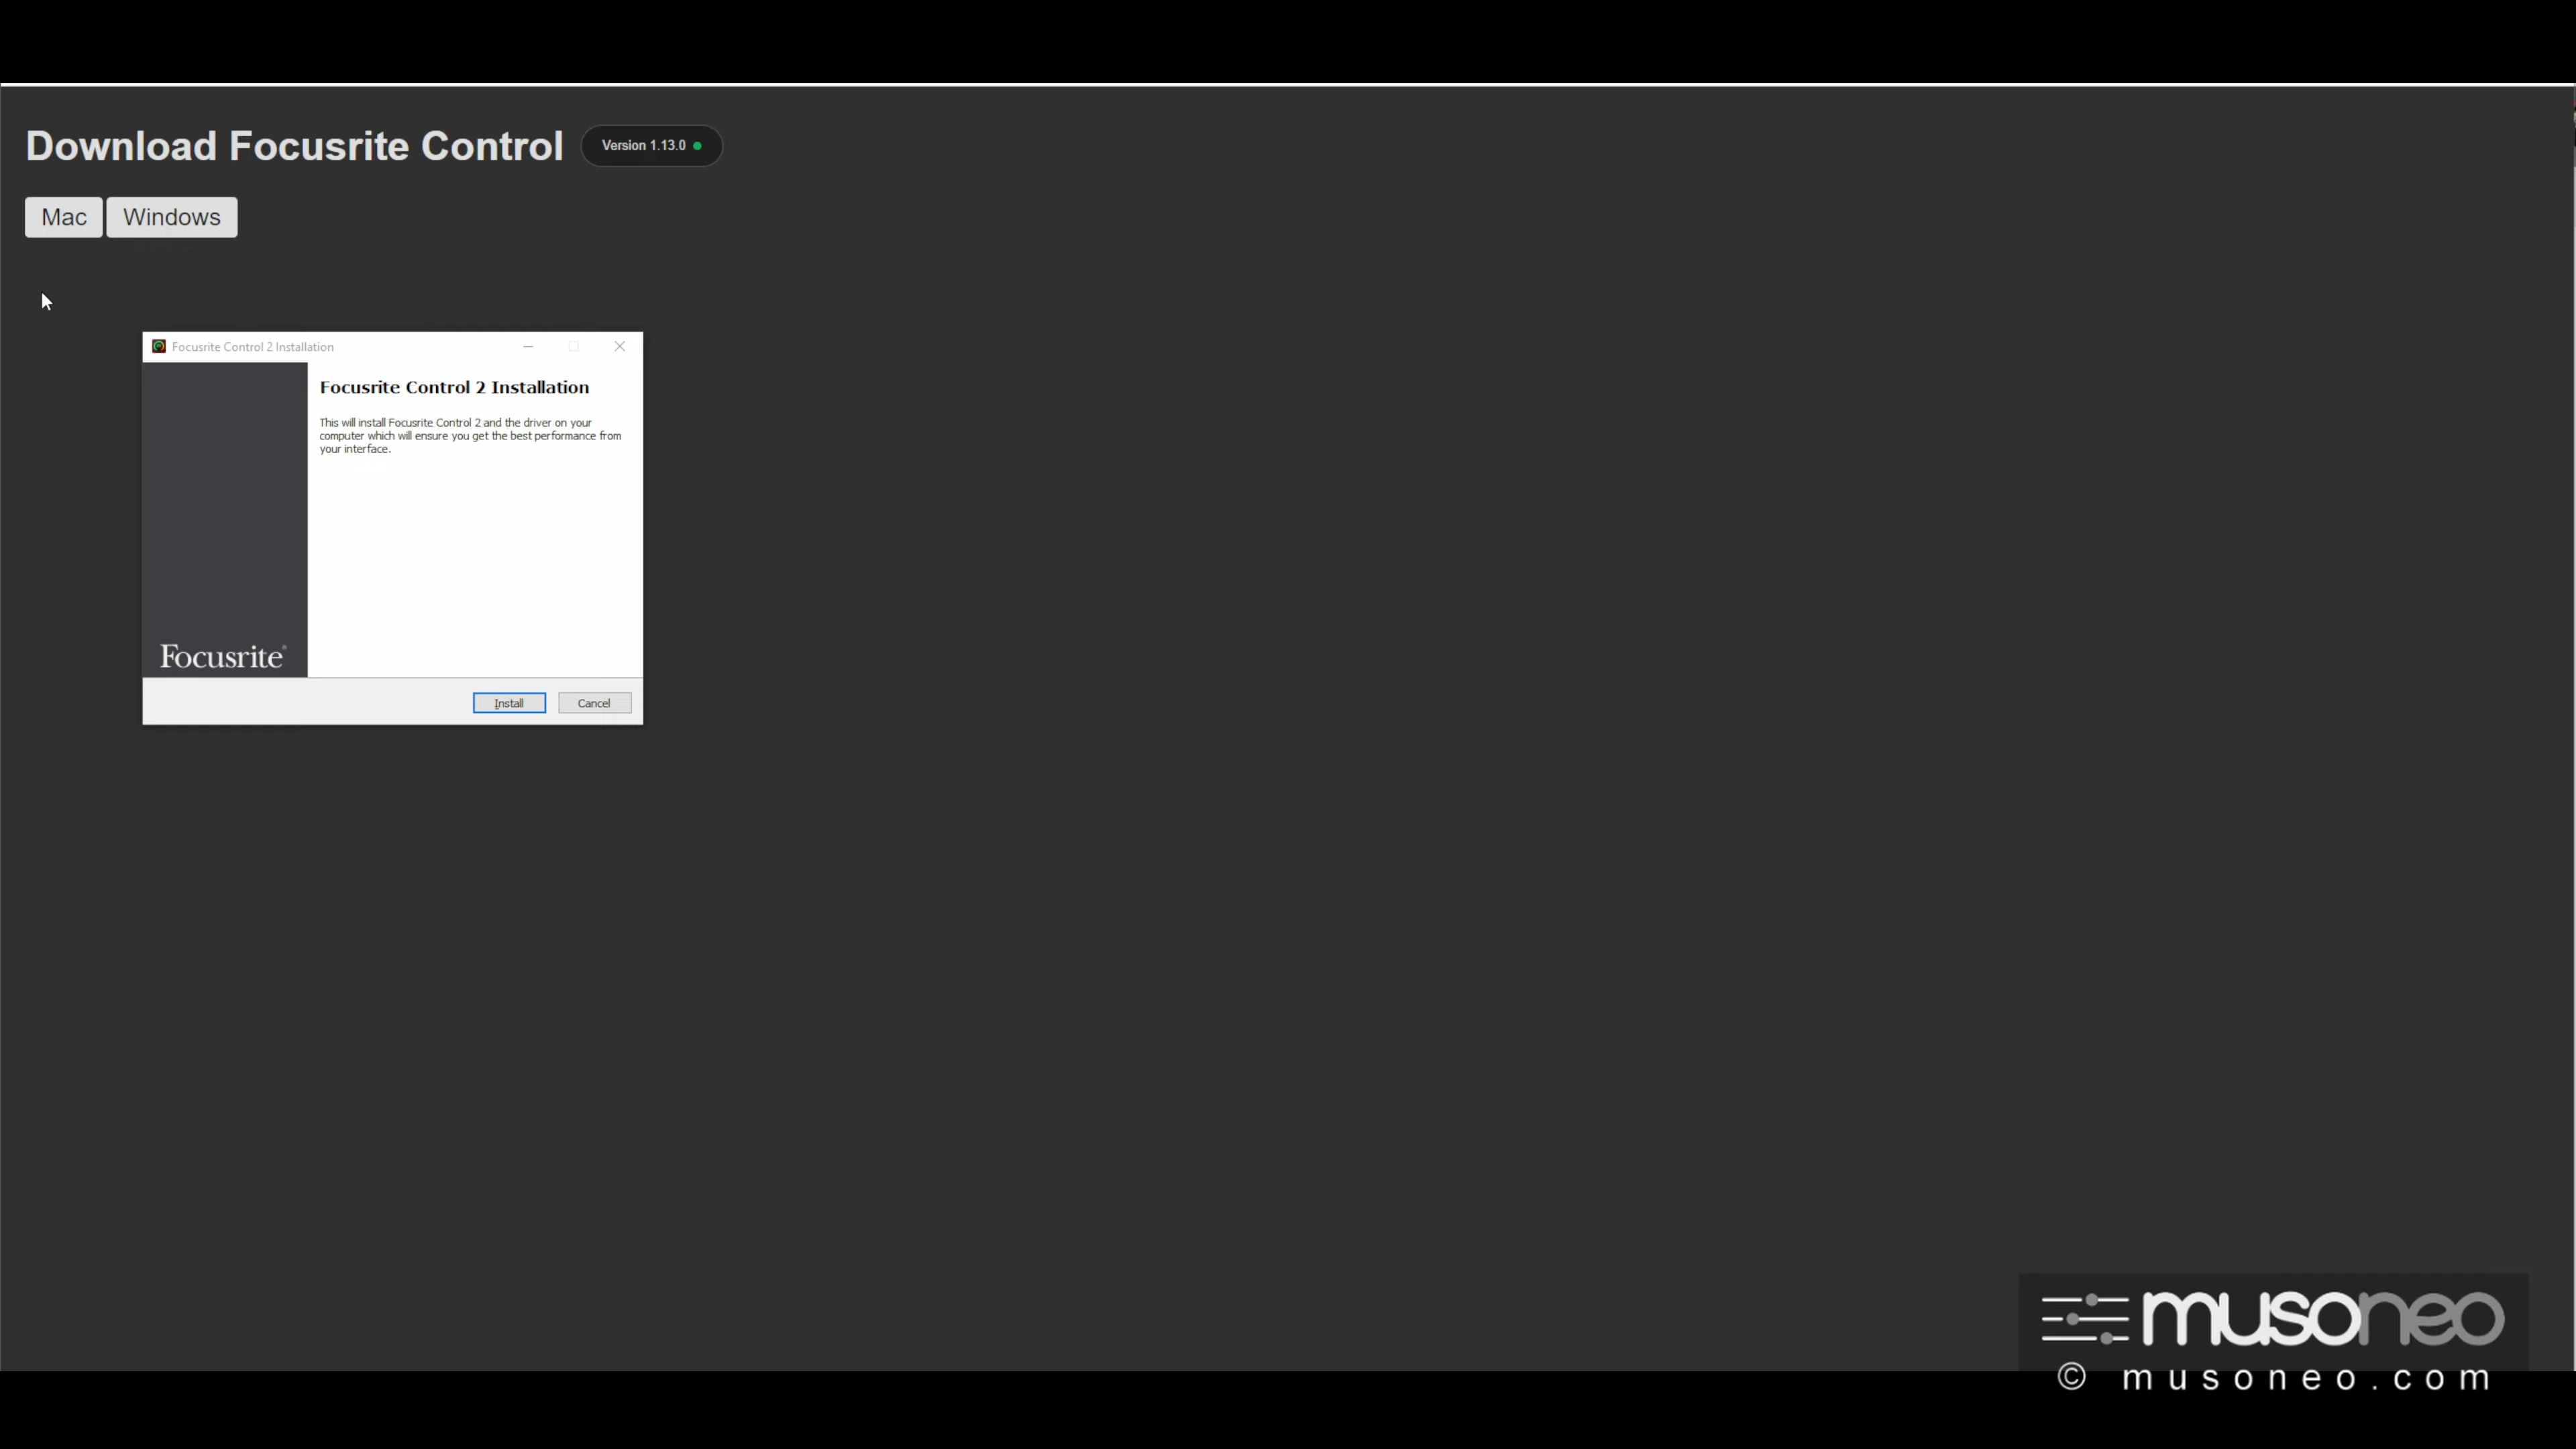 Download Focusrite Control
Version 1.13.0
Mac
Windows
Focusrite Control 2 Installation
Focusrite Control 2 Installation
This will install Focusrite Control 2 and the driver on your
computer which will ensure you get the best performance from
your interface.
Focusrite®
Install
Cancel
musoneo
© musoneo.com